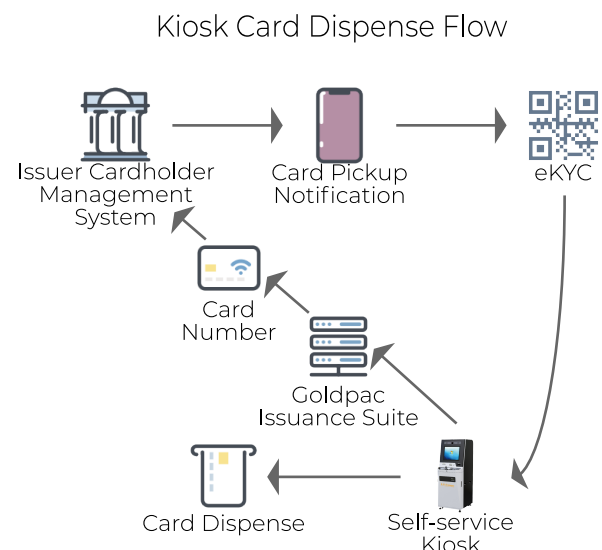 Kiosk Card Dispense Flow
Issuer Cardholder
Management
System
Card Pickup
Notification
eKYC
Card
Number
Goldpac
Issuance Suite
Card Dispense
Self-service
Kiosk